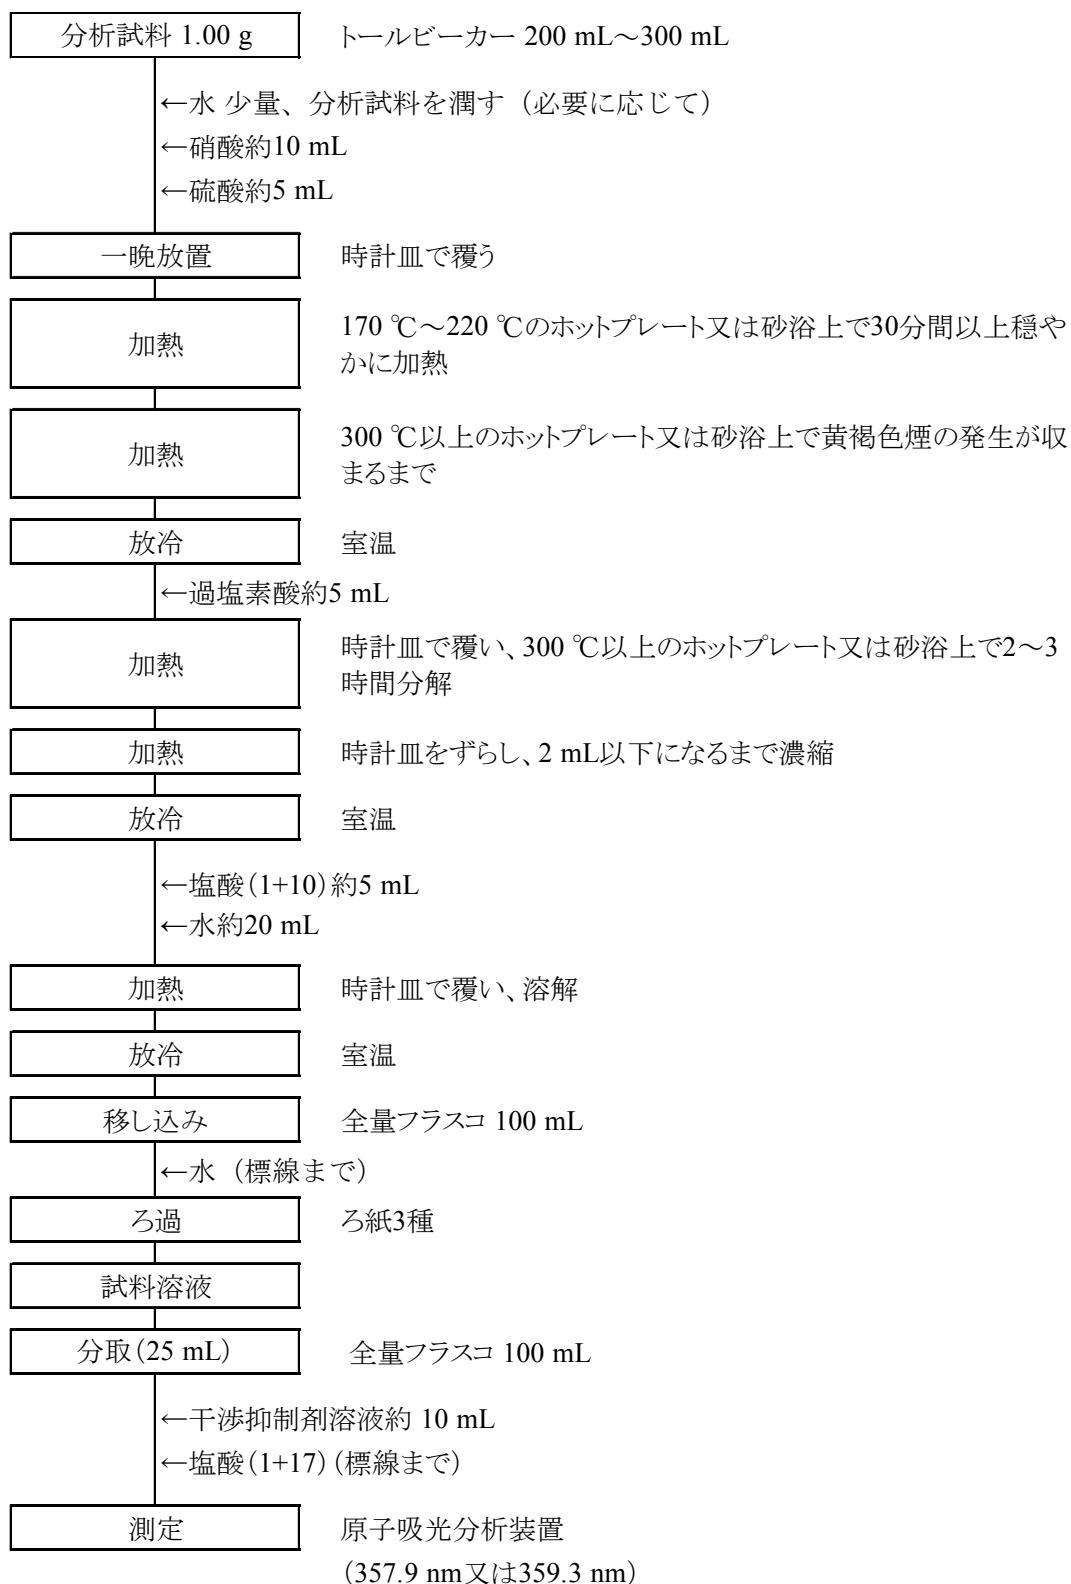 分析試料 1.00 g トールビーカー 200 mL～300 mL
←水 少量、分析試料を潤す（必要に応じて）
←硝酸約10 mL
←硫酸約5 mL
一晩放置 時計皿で覆う
加熱 170 ℃～220 ℃のホットプレート又は砂浴上で30分間以上穏や
かに加熱
加熱 300 ℃以上のホットプレート又は砂浴上で黄褐色煙の発生が収
まるまで
放冷 室温
←過塩素酸約5 mL
加熱 時計皿で覆い、300 ℃以上のホットプレート又は砂浴上で2～3
時間分解
加熱 時計皿をずらし、2 mL以下になるまで濃縮
放冷 室温
←塩酸（1+10）約5 mL
←水約20 mL
加熱 時計皿で覆い、溶解
放冷 室温
移し込み 全量フラスコ 100 mL
←水（標線まで）
ろ過 ろ紙3種
試料溶液
分取（25 mL） 全量フラスコ 100 mL
←干渉抑制剤溶液約 10 mL
←塩酸（1+17）（標線まで）
測定 原子吸光分析装置
（357.9 nm又は359.3 nm）